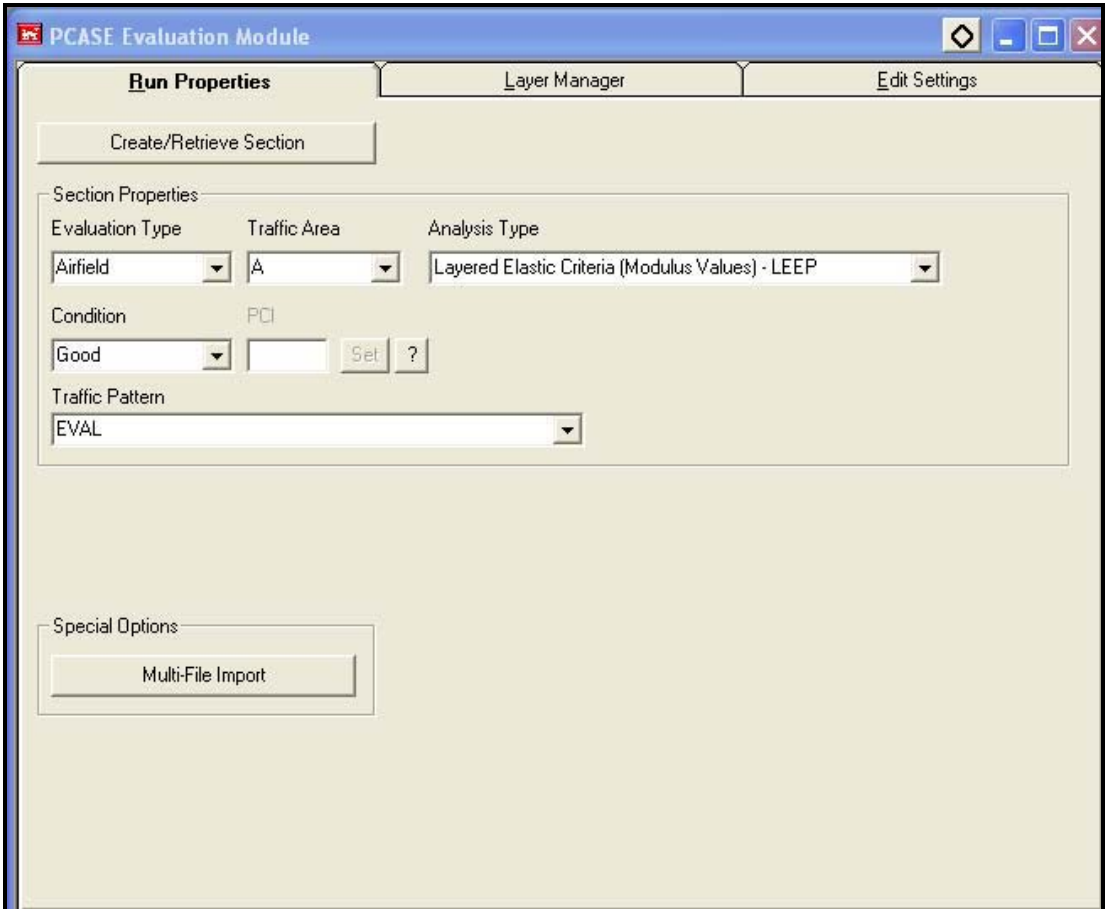 PCASE Evaluation Module
Run Properties
Layer Manager
Edit Settings
Create/Retrieve Section
Section Properties
Evaluation Type
Traffic Area
Analysis Type
Airfield
A
Layered Elastic Criteria (Modulus Values) - LEEP
Condition
PCI
Good
Set
?
Traffic Pattern
EVAL
Special Options
Multi-File Import